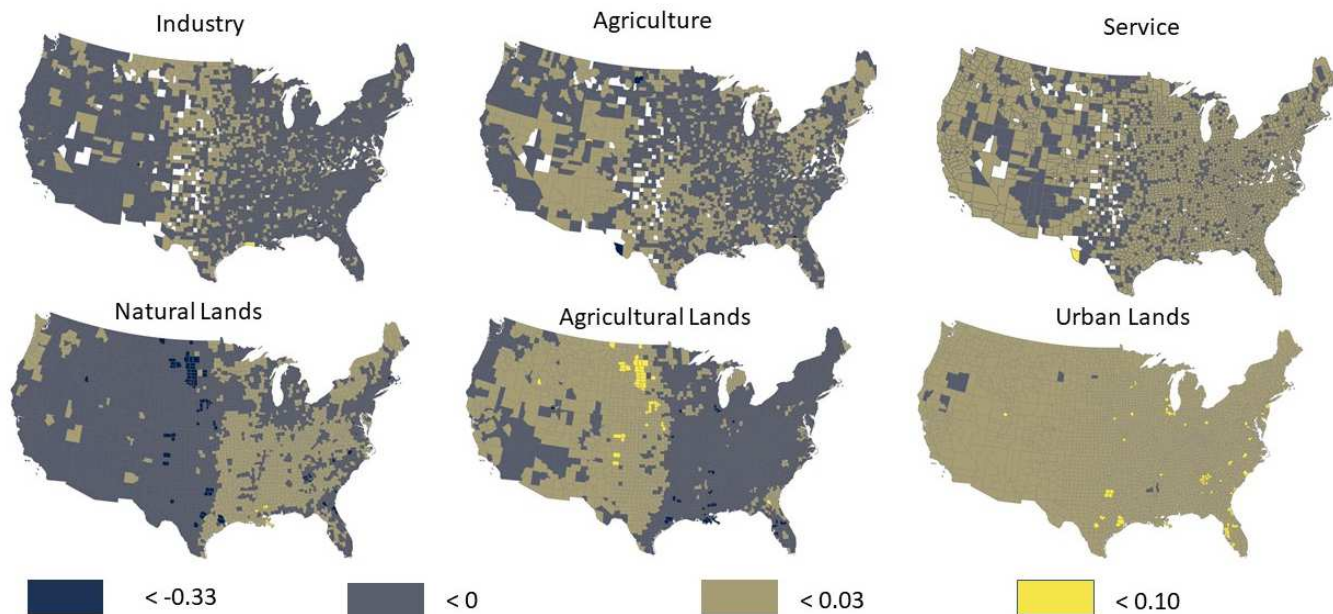 Industry
Agriculture
Service
Natural Lands
Agricultural Lands
Urban Lands
< -0.33
< 0
< 0.03
< 0.10